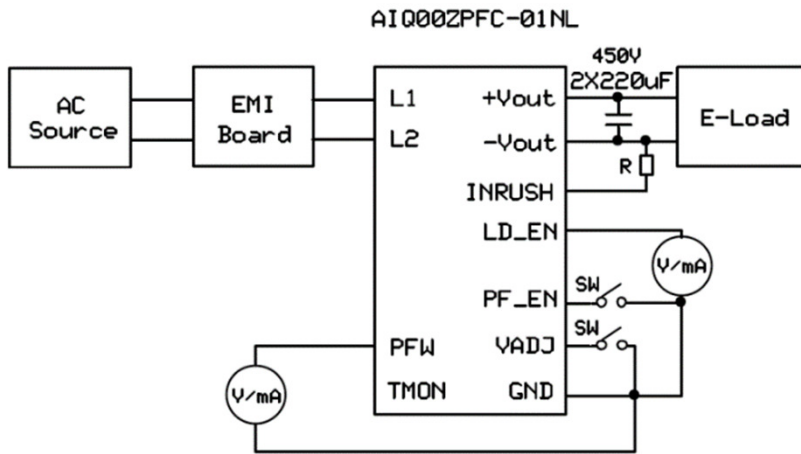 AIQ00ZPFC-01NL
450V
2X220uF
AC
Source
EMI
Board
L1
L2
+Vout
-Vout
E-Load
R
INRUSH
LD_EN
V/mA
PF_EN
SW
VADJ
SW
PFW
GND
V/mA
TMON